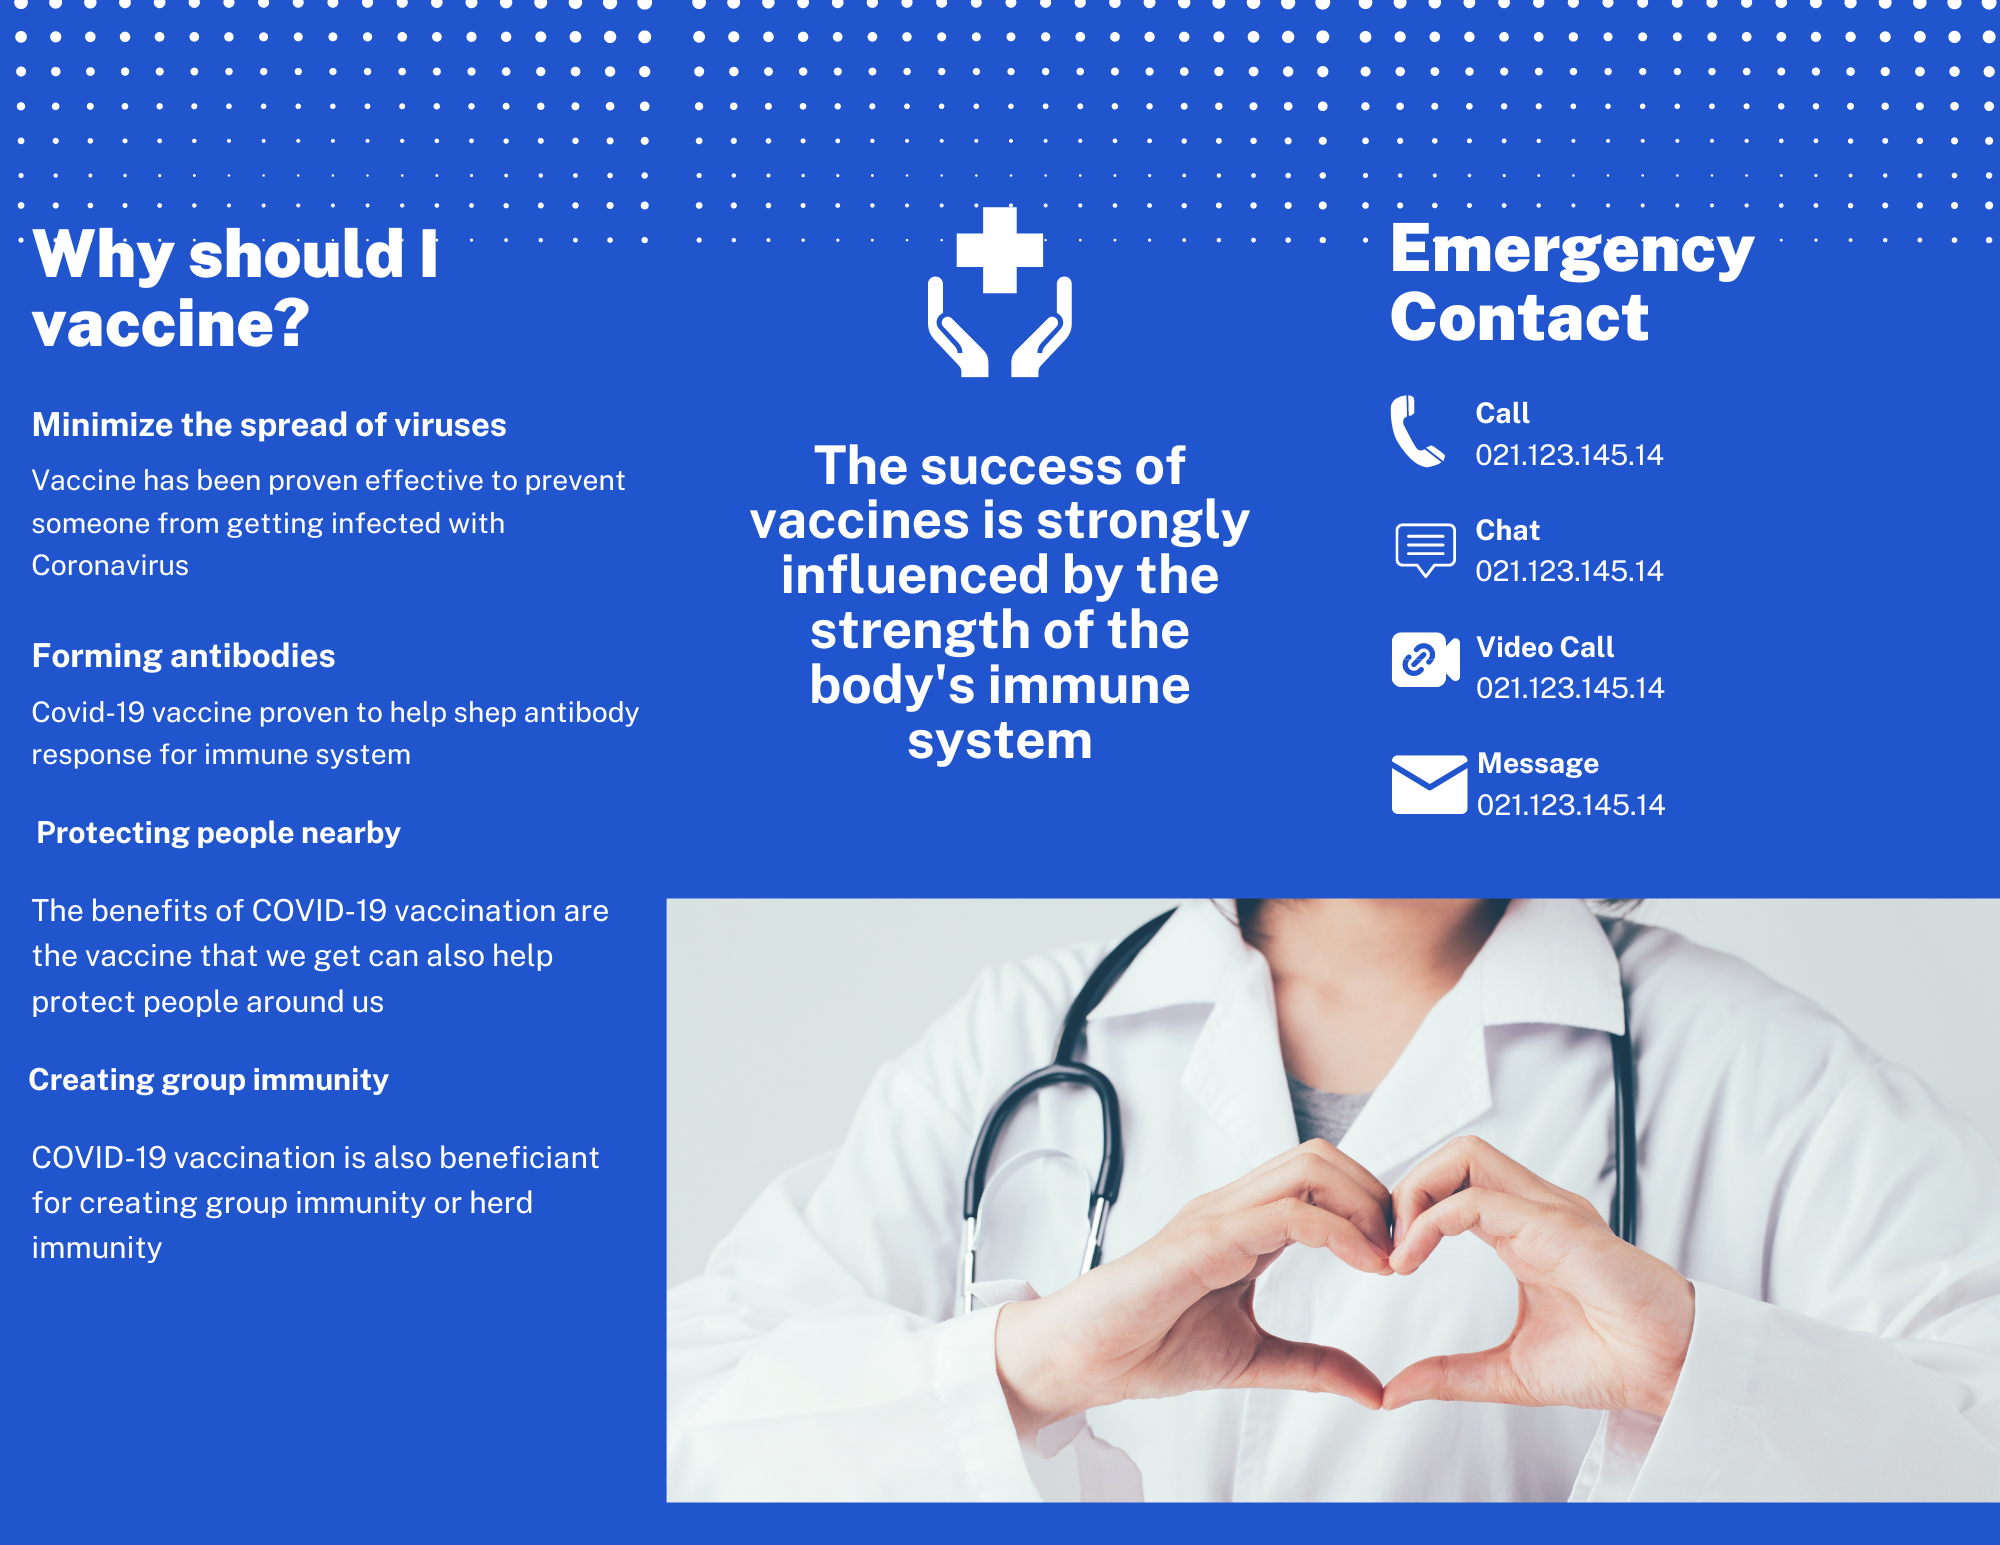 Why should I
vaccine?
Minimize the spread of viruses
Vaccine has been proven effective to prevent
someone from getting infected with
Coronavirus
Forming antibodies
Covid-19 vaccine proven to help shep antibody
response for immune system
Protecting people nearby
The benefits of COVID-19 vaccination are
the vaccine that we get can also help
protect people around us
Creating group immunity
COVID-19 vaccination is also beneficiant
for creating group immunity or herd
immunity
The success of
vaccines is strongly
influenced by the
strength of the
body's immune
system
Emergency
Contact
Call
021.123.145.14
Chat
021.123.145.14
Video Call
021.123.145.14
Message
021.123.145.14